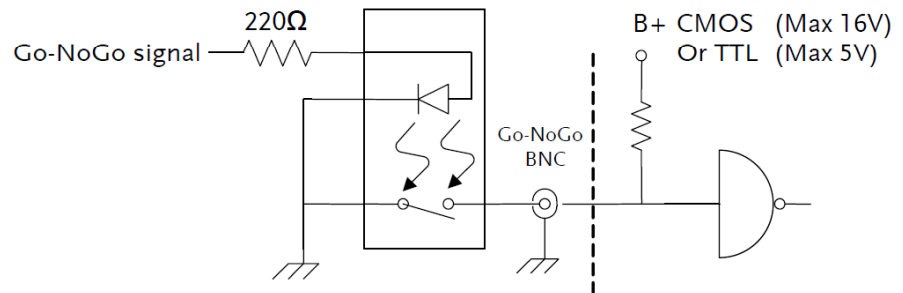 220Ω
Go-NoGo signal
Go-NoGo
BNC
B+ CMOS (Max 16V)
Or TTL (Max 5V)